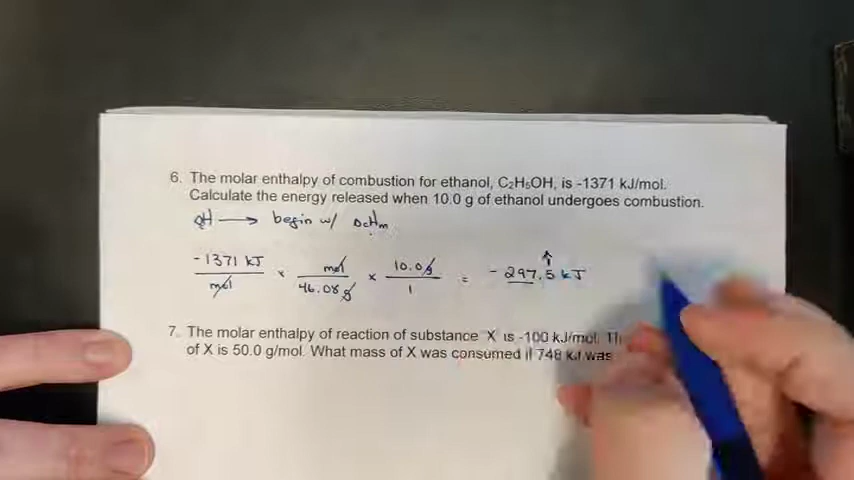 6. The molar enthalpy of combustion for ethanol, C₂H₅OH, is -1371 kJ/mol.
Calculate the energy released when 10.0 g of ethanol undergoes combustion.
ΔH → begin w/ ΔcHm
-1371 kJ / mol × mol / 46.08 g × 10.0 g / 1 = - 297.5 kJ
7. The molar enthalpy of reaction of substance 'X' is -100 kJ/mol.
of X is 50.0 g/mol. What mass of X was consumed if 748 kJ was